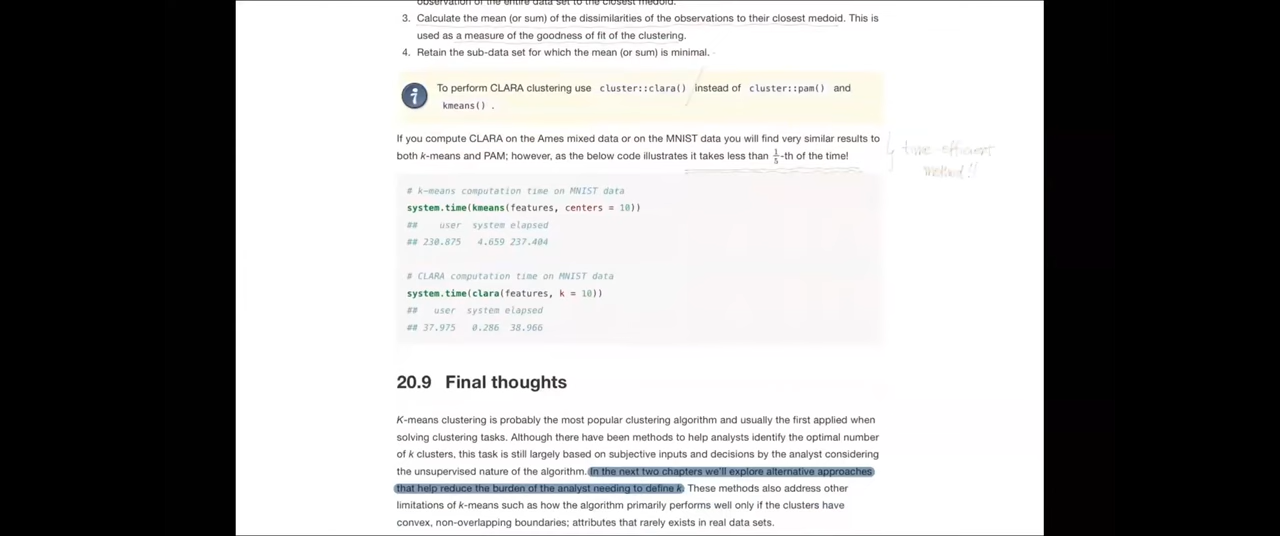 observation of the entire data set to the closest medoid.
3. Calculate the mean (or sum) of the dissimilarities of the observations to their closest medoid. This is
used as a measure of the goodness of fit of the clustering.
4. Retain the sub-data set for which the mean (or sum) is minimal.
To perform CLARA clustering use cluster::clara() instead of cluster::pam() and
kmeans() .
If you compute CLARA on the Ames mixed data or on the MNIST data you will find very similar results to
both k-means and PAM; however, as the below code illustrates it takes less than 1/5-th of the time!
time efficient
method!!
# k-means computation time on MNIST data
system.time(kmeans(features, centers = 10))
## user system elapsed
## 230.875 4.659 237.404
# CLARA computation time on MNIST data
system.time(clara(features, k = 10))
## user system elapsed
## 37.975 0.286 38.966
20.9 Final thoughts
K-means clustering is probably the most popular clustering algorithm and usually the first applied when
solving clustering tasks. Although there have been methods to help analysts identify the optimal number
of k clusters, this task is still largely based on subjective inputs and decisions by the analyst considering
the unsupervised nature of the algorithm. In the next two chapters we'll explore alternative approaches
that help reduce the burden of the analyst needing to define k. These methods also address other
limitations of k-means such as how the algorithm primarily performs well only if the clusters have
convex, non-overlapping boundaries; attributes that rarely exists in real data sets.